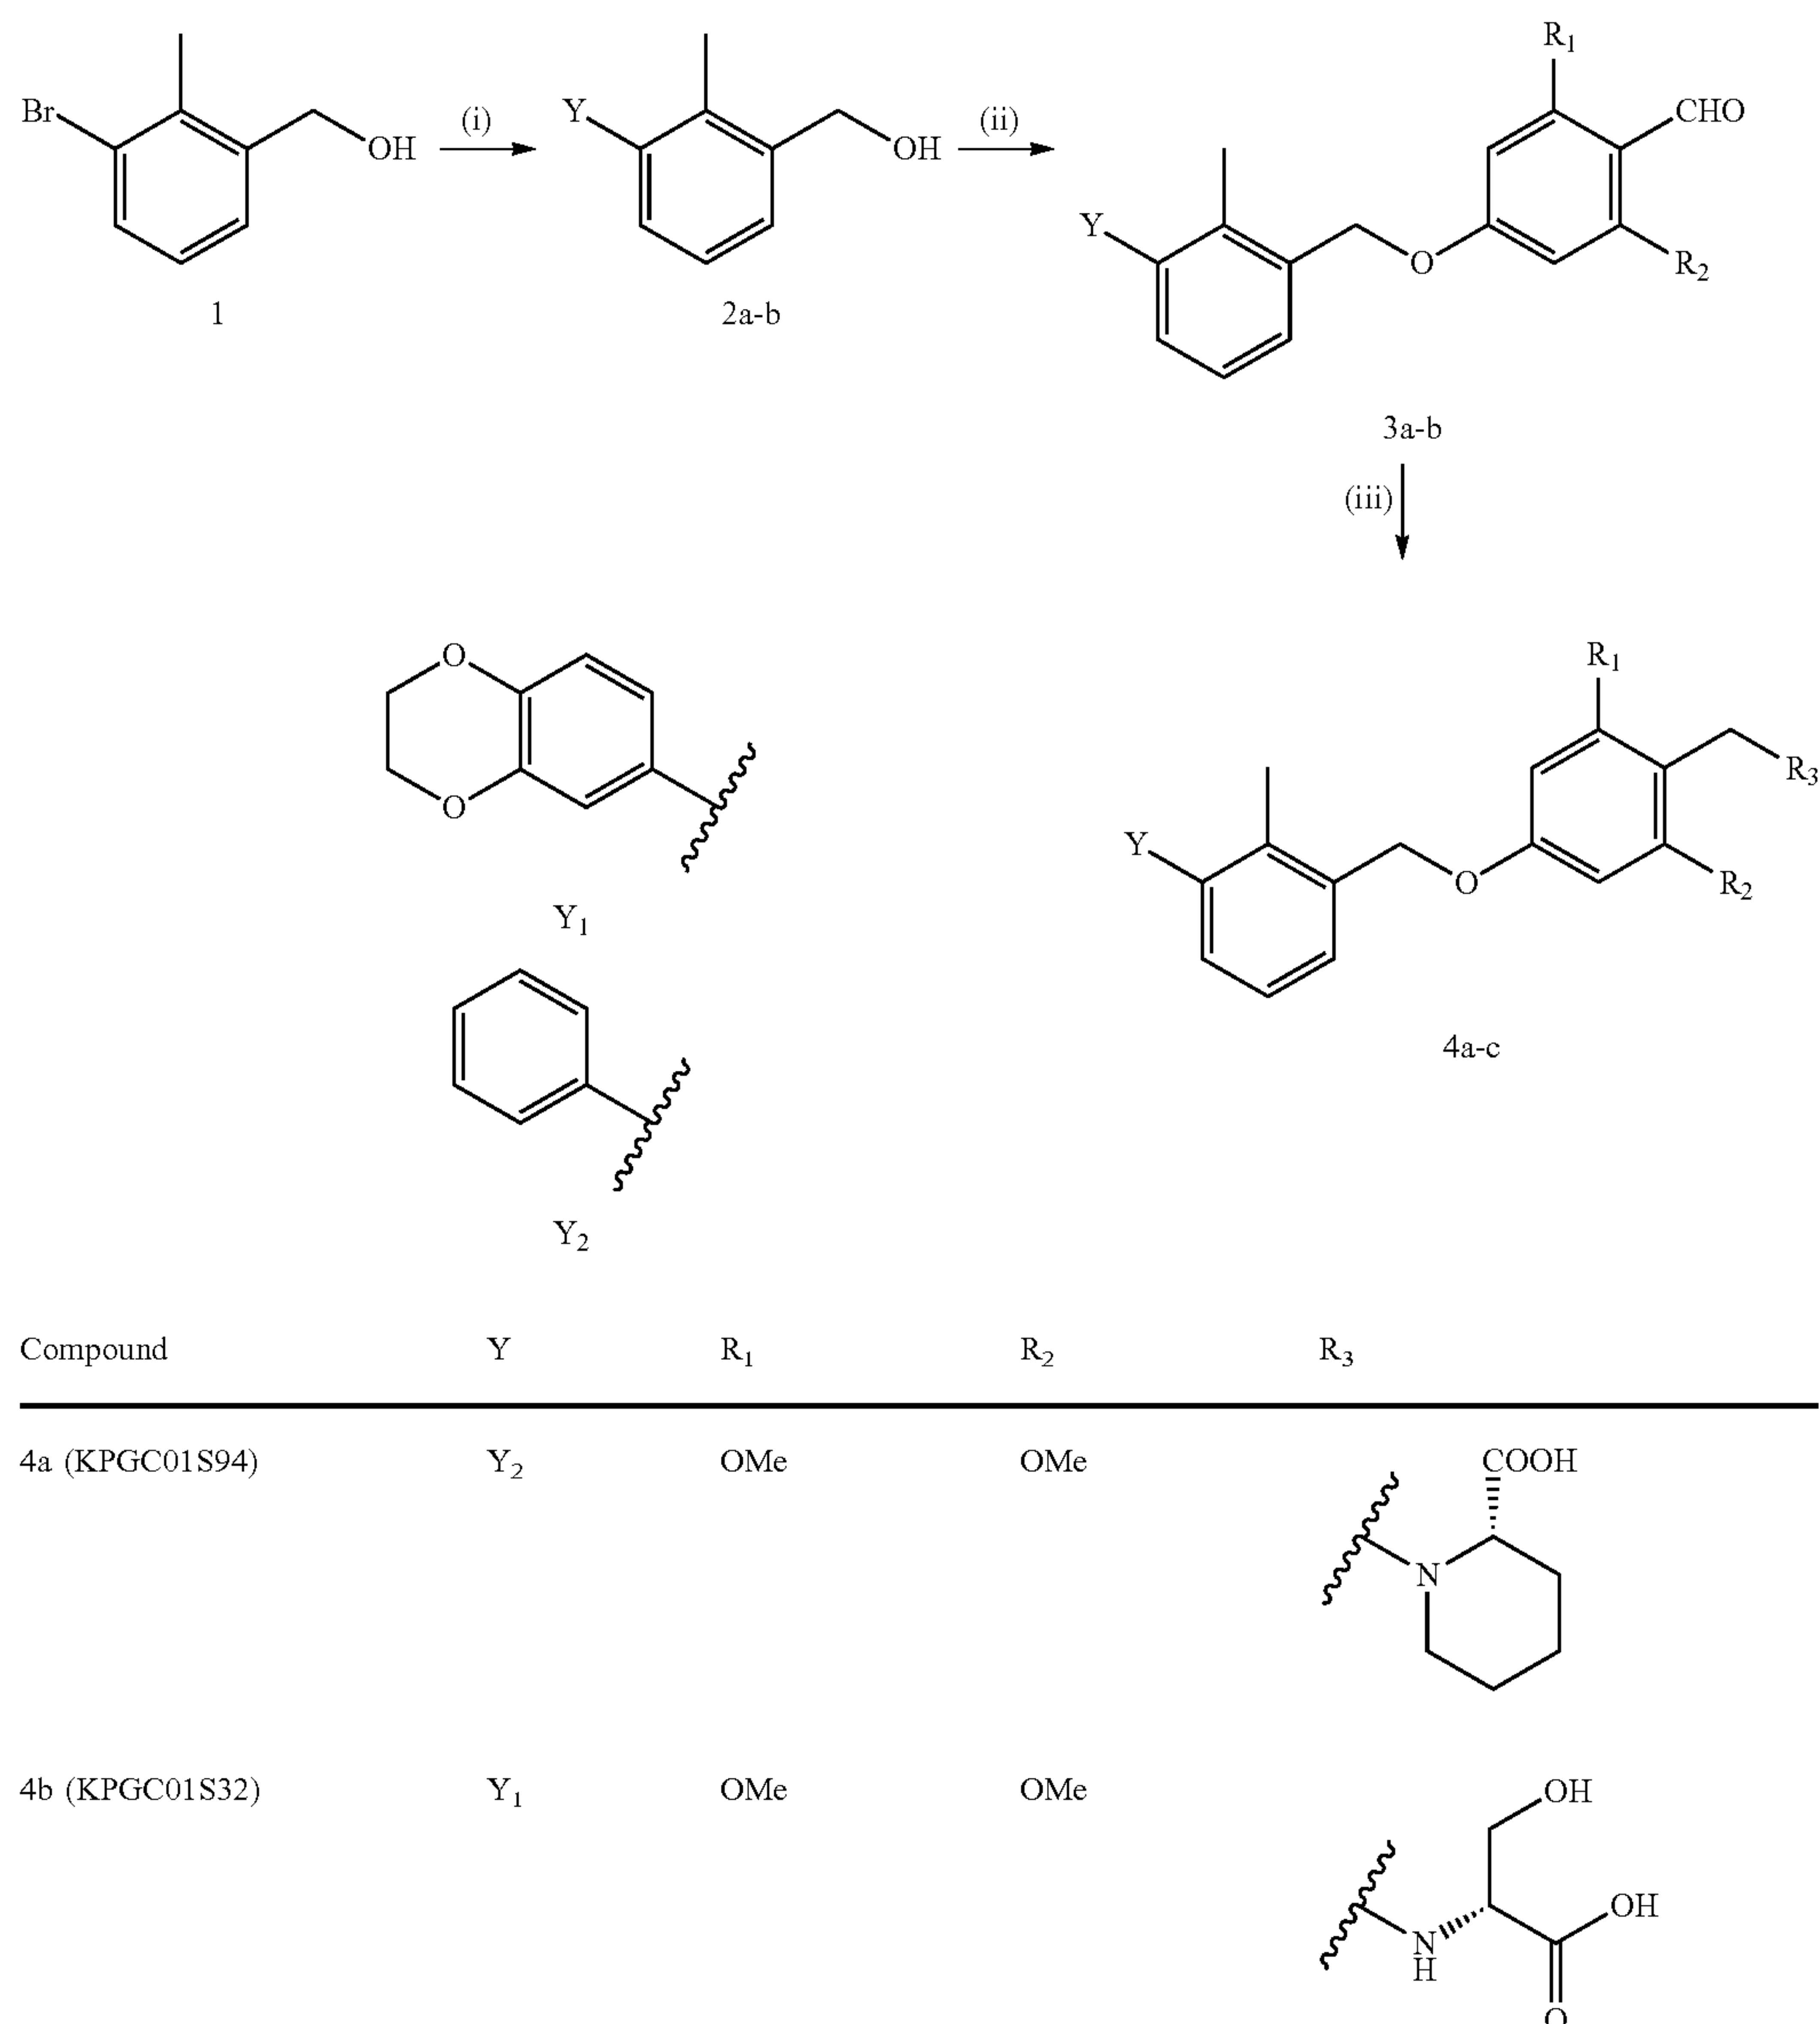 R₁
Br
OH
(i)
Y
OH
(ii)
CHO
Y
O
R₂
1
2a-b
3a-b
(iii)
O
O
Y₁
R₁
R₃
Y
O
R₂
4a-c
Y₂
Compound Y R₁ R₂ R₃
4a (KPGC01S94) Y₂ OMe OMe COOH
N
4b (KPGC01S32) Y₁ OMe OMe OH
OH
N
H
O